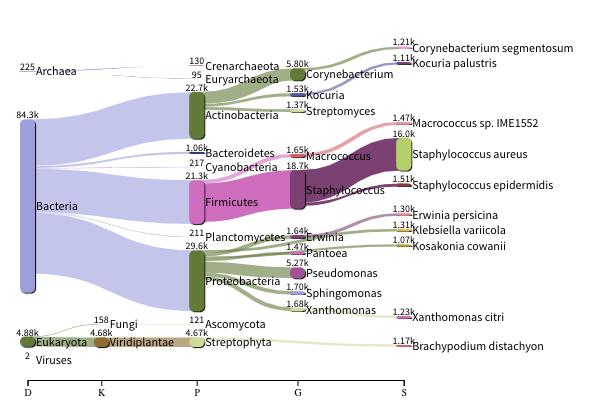 225 Archaea
84.3k Bacteria
4.88k Eukaryota
2 Viruses
158 Fungi
4.68k Viridiplantae
130 Crenarchaeota
95 Euryarchaeota
22.7k Actinobacteria
1.06k Bacteroidetes
217 Cyanobacteria
21.3k Firmicutes
211 Planctomycetes
29.6k Proteobacteria
121 Ascomycota
4.67k Streptophyta
5.80k Corynebacterium
1.53k Kocuria
1.37k Streptomyces
1.65k Macrococcus
18.7k Staphylococcus
1.64k Erwinia
1.47k Pantoea
5.27k Pseudomonas
1.70k Sphingomonas
1.68k Xanthomonas
1.21k Corynebacterium segmentosum
1.11k Kocuria palustris
1.47k Macrococcus sp. IME1552
16.0k Staphylococcus aureus
1.51k Staphylococcus epidermidis
1.30k Erwinia persicina
1.31k Klebsiella variicola
1.07k Kosakonia cowanii
1.23k Xanthomonas citri
1.17k Brachypodium distachyon
D K P G S